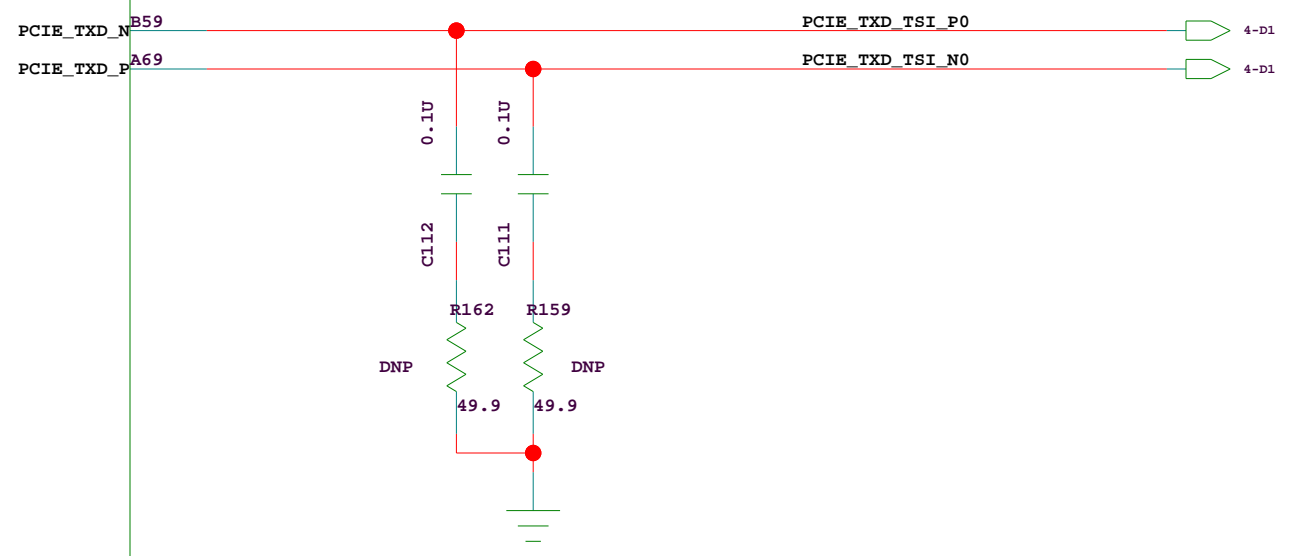 B59
PCIE_TXD_N
PCIE_TXD_TSI_P0
4-D1
A69
PCIE_TXD_P
PCIE_TXD_TSI_N0
4-D1
0.1U
0.1U
C112
C111
R162
R159
DNP
DNP
49.9
49.9